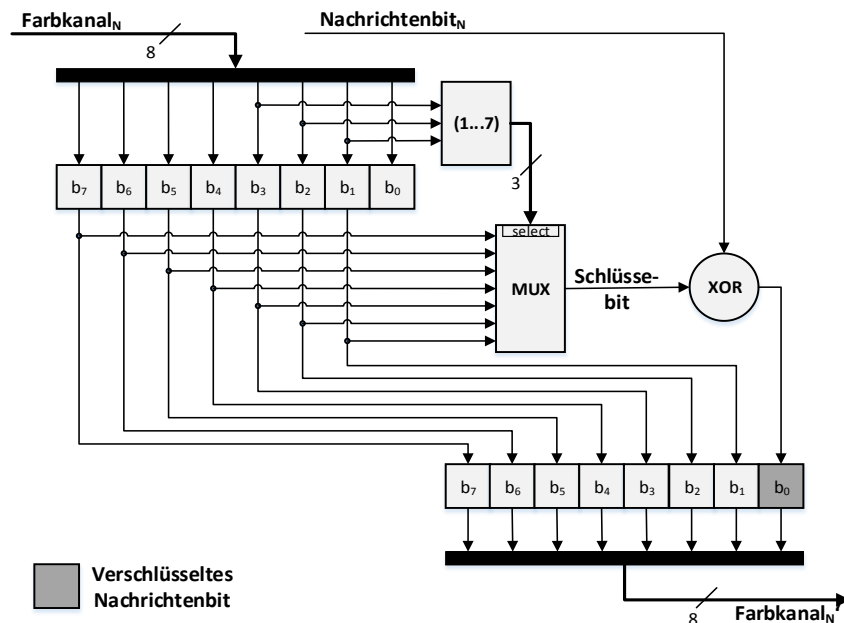 Farbkanal_N
Nachrichtenbit_N
8
(1...7)
3
b₇ b₆ b₅ b₄ b₃ b₂ b₁ b₀
select
MUX
Schlüsse-
bit
XOR
b₇ b₆ b₅ b₄ b₃ b₂ b₁ b₀
Verschlüsseltes
Nachrichtenbit
8
Farbkanal_N'